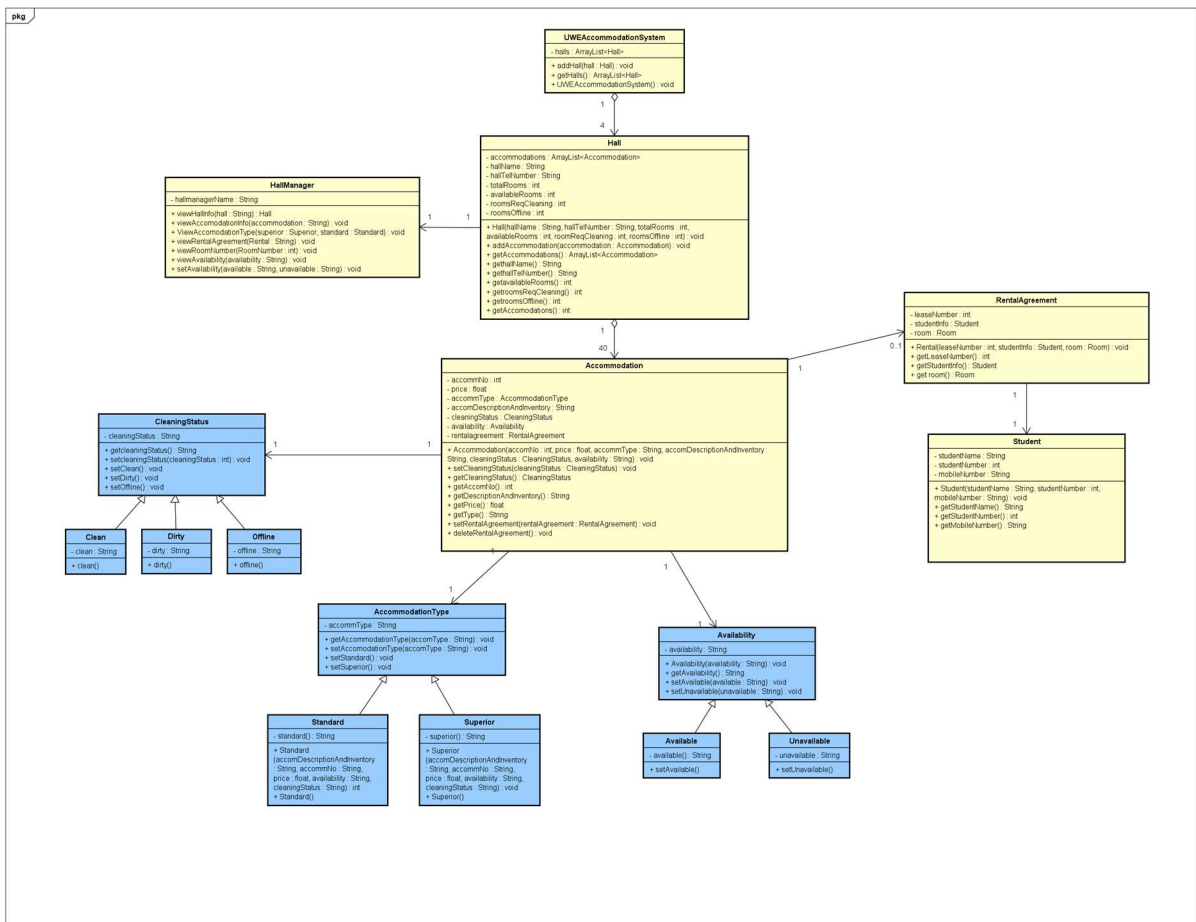 pkg
UWEAccommodationSystem
- halls : ArrayList<Hall>
+ addHall(hall : Hall) : void
+ getHalls() : ArrayList<Hall>
+ UWEAccommodationSystem() : void
1
4
Hall
- accommodations : ArrayList<Accommodation>
- hallName : String
- hallTelNumber : String
- totalRooms : int
- availableRooms : int
- roomsReqCleaning : int
- roomsOffline : int
+ Hall(hallName : String, hallTelNumber : String, totalRooms : int,
availableRooms : int, roomReqCleaning : int, roomsOffline : int) : void
+ addAccommodation(accommodation : Accommodation) : void
+ getAccommodations() : ArrayList<Accommodation>
+ gethallName() : String
+ gethallTelNumber() : String
+ getavailableRooms() : int
+ getroomsReqCleaning() : int
+ getroomsOffline() : int
+ getAccomodations() : int
HallManager
- hallmanagerName : String
+ viewHallInfo(hall : String) : Hall
+ viewAccomodationInfo(accommodation : String) : void
+ ViewAccomodationType(superior : Superior, standard : Standard) : void
+ viewRentalAgreement(Rental : String) : void
+ viewRoomNumber(RoomNumber : int) : void
+ viewAvailability(availability : String) : void
+ setAvailability(available : String, unavailable : String) : void
1
1
1
40
RentalAgreement
- leaseNumber : int
- studentInfo : Student
- room : Room
+ Rental(leaseNumber : int, studentInfo : Student, room : Room) : void
+ getLeaseNumber() : int
+ getStudentInfo() : Student
+ get room() : Room
0..1
1
1
1
Accommodation
- accommNo : int
- price : float
- accommType : AccommodationType
- accomDescriptionAndInventory : String
- cleaningStatus : CleaningStatus
- availability : Availability
- rentalagreement : RentalAgreement
+ Accommodation(accomNo : int, price : float, accommType : String, accomDescriptionAndInventory :
String, cleaningStatus : CleaningStatus, availability : String) : void
+ setCleaningStatus(cleaningStatus : CleaningStatus) : void
+ getCleaningStatus() : CleaningStatus
+ getAccomNo() : int
+ getDescriptionAndInventory() : String
+ getPrice() : float
+ getType() : String
+ setRentalAgreement(rentalAgreement : RentalAgreement) : void
+ deleteRentalAgreement() : void
Student
- studentName : String
- studentNumber : int
- mobileNumber : String
+ Student(studentName : String, studentNumber : int,
mobileNumber : String) : void
+ getStudentName() : String
+ getStudentNumber() : int
+ getMobileNumber() : String
CleaningStatus
- cleaningStatus : String
+ getcleaningStatus() : String
+ setcleaningStatus(cleaningStatus : int) : void
+ setClean() : void
+ setDirty() : void
+ setOffline() : void
1
1
Clean
- clean : String
+ clean()
Dirty
- dirty : String
+ dirty()
Offline
- offline : String
+ offline()
1
1
AccommodationType
- accommType : String
+ getAccommodationType(accomType : String) : void
+ setAccomodationType(accomType : String) : void
+ setStandard() : void
+ setSuperior() : void
Standard
- standard() : String
+ Standard
(accomDescriptionAndInventory
: String, accommNo : String,
price : float, availability : String,
cleaningStatus : String) : int
+ Standard()
Superior
- superior() : String
+ Superior
(accomDescriptionAndInventory
: String, accommNo : String,
price : float, availability : String,
cleaningStatus : String) : void
+ Superior()
1
1
Availability
- availability : String
+ Availability(availability : String) : void
+ getAvailability() : String
+ setAvailable(available : String) : void
+ setUnavailable(unavailable : String) : void
Available
- available() : String
+ setAvailable()
Unavailable
- unavailable : String
+ setUnavailable()